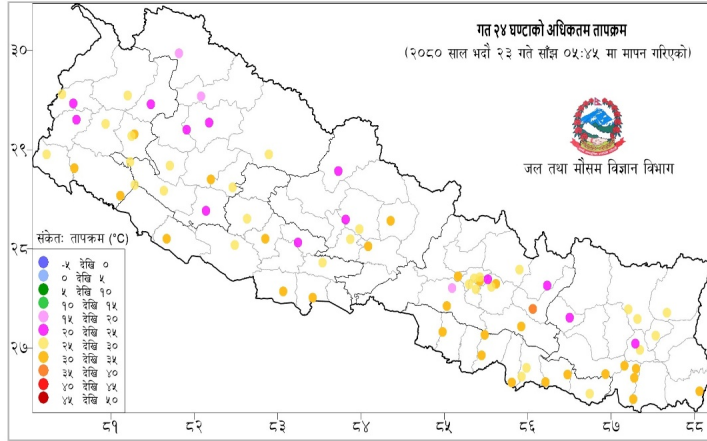 गत २४ घण्टाको अधिकतम तापक्रम
(२०८० साल भदौ २३ गते साँझ ०५:४५ मा मापन गरिएको)
जल तथा मौसम विज्ञान विभाग
३०
२९
२८
२७
संकेतः तापक्रम (°C)
-५ देखि ०
० देखि ५
५ देखि १०
१० देखि १५
१५ देखि २०
२० देखि २५
२५ देखि ३०
३० देखि ३५
३५ देखि ४०
४० देखि ४५
४५ देखि ५०
८१ ८२ ८३ ८४ ८५ ८६ ८७ ८८